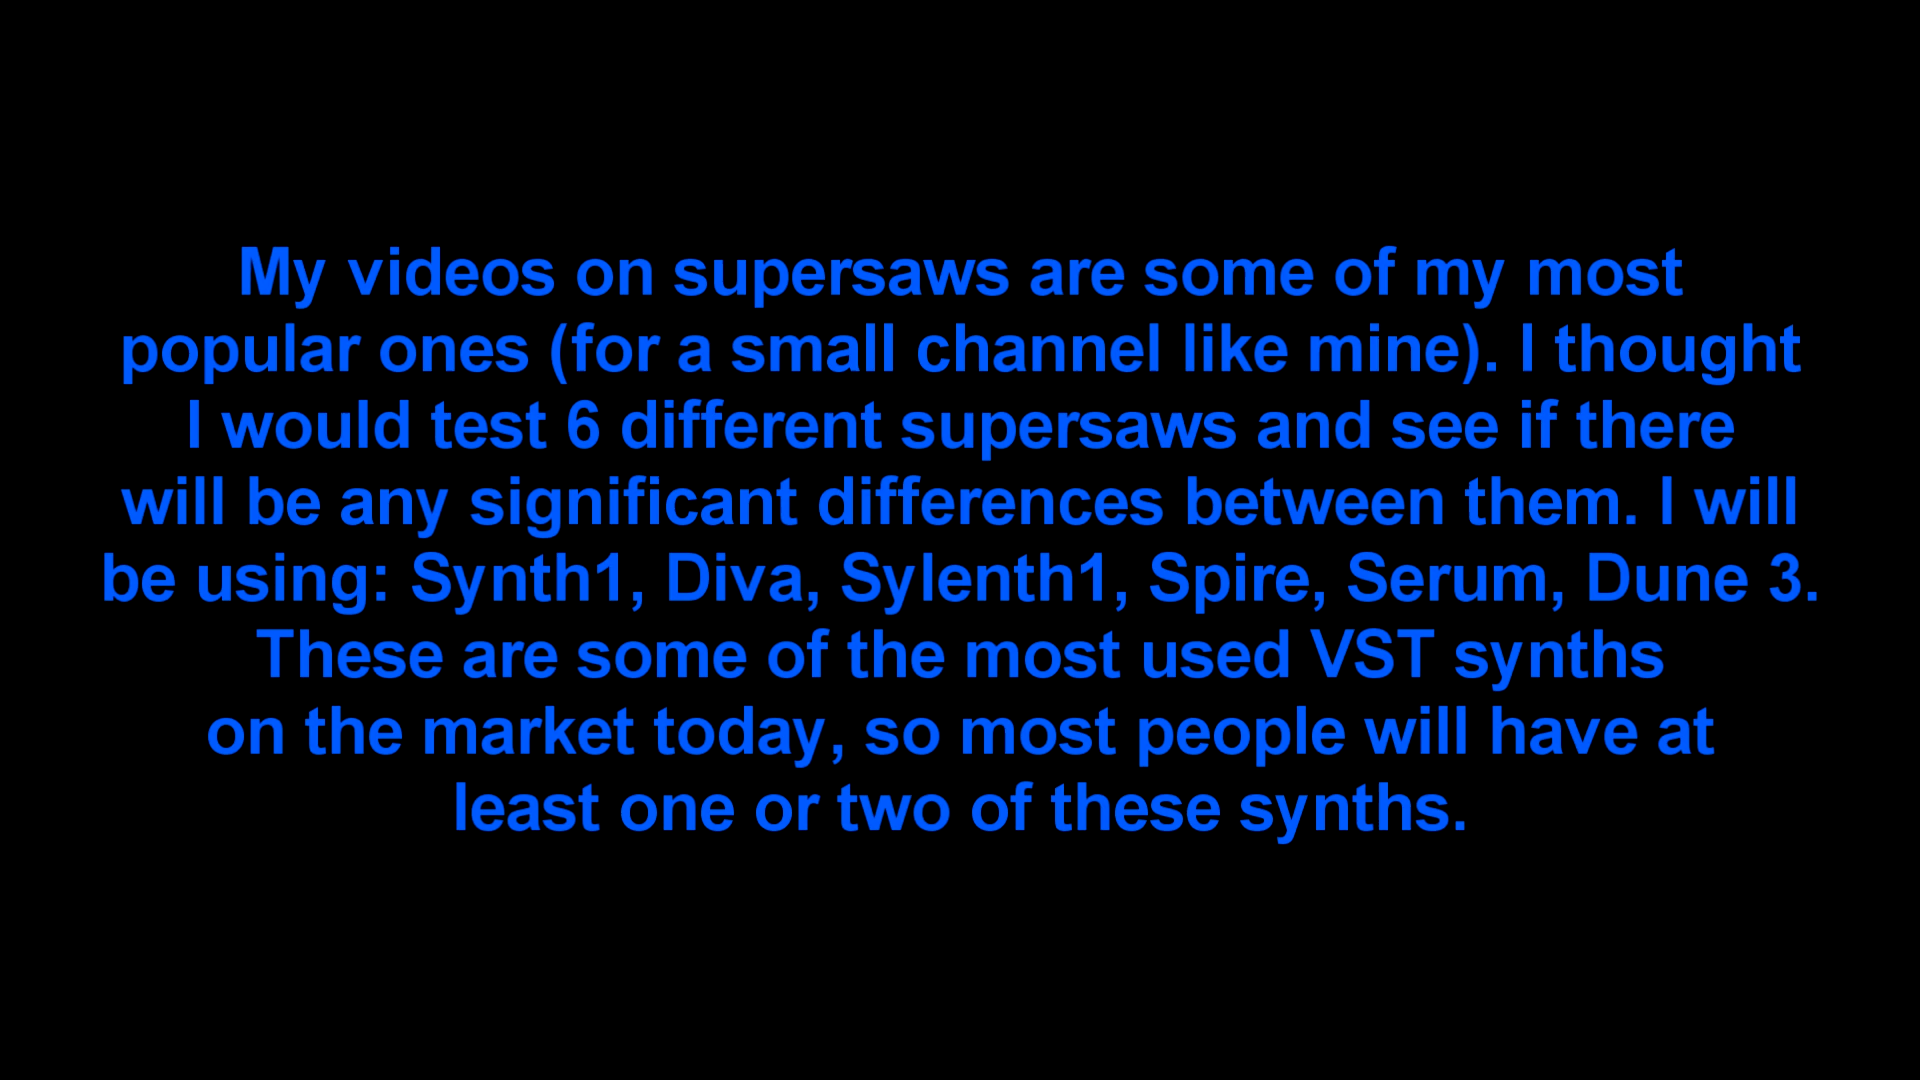 My videos on supersaws are some of my most
popular ones (for a small channel like mine). I thought
I would test 6 different supersaws and see if there
will be any significant differences between them. I will
be using: Synth1, Diva, Sylenth1, Spire, Serum, Dune 3.
These are some of the most used VST synths
on the market today, so most people will have at
least one or two of these synths.